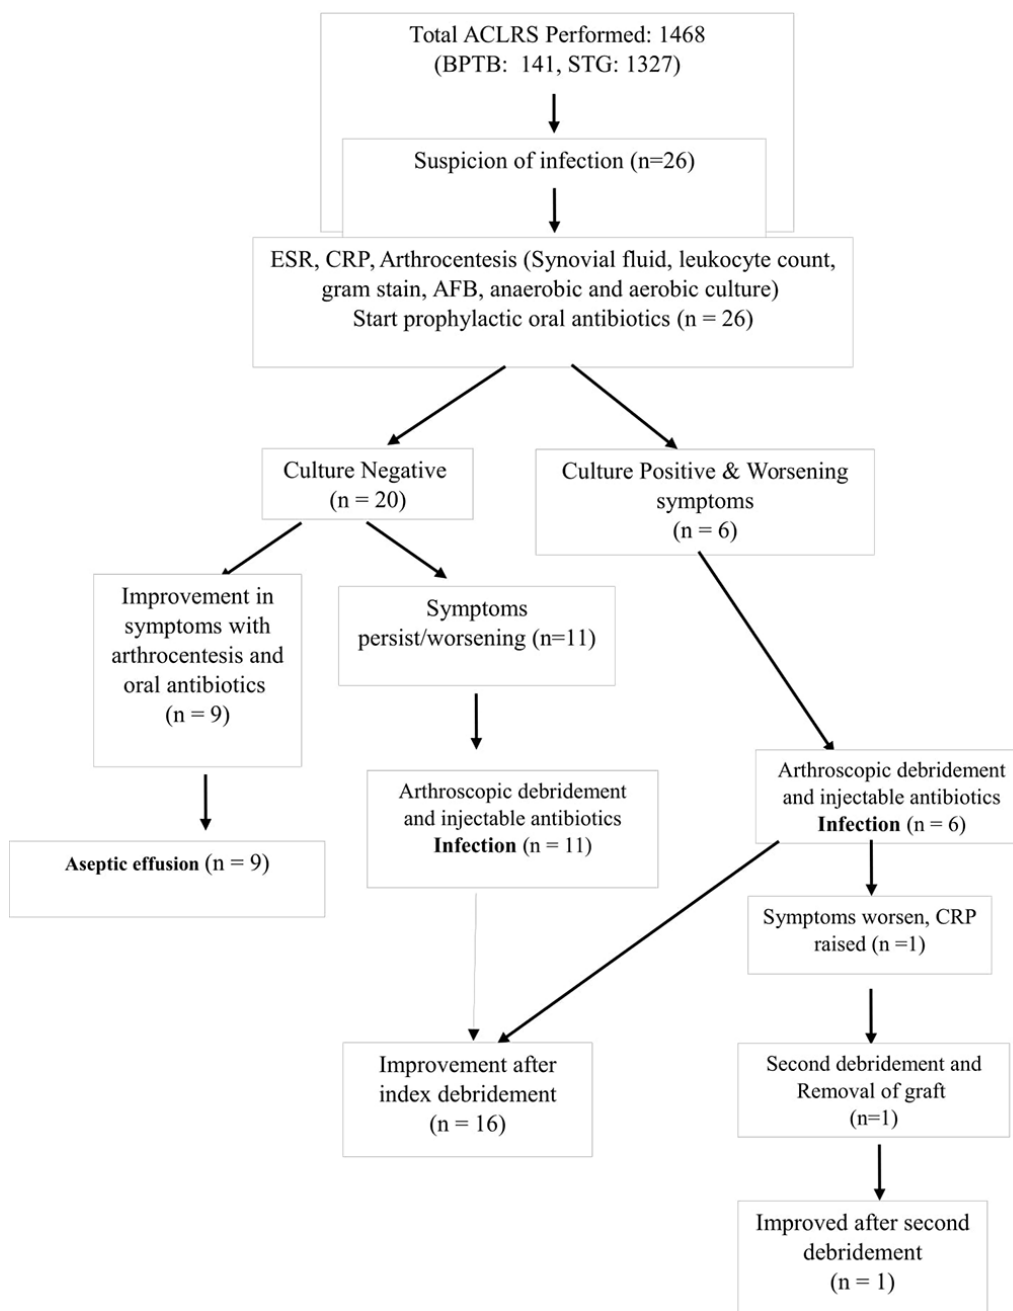 Total ACLRS Performed: 1468
(BPTB:  141, STG: 1327)
Suspicion of infection (n=26)
ESR, CRP, Arthrocentesis (Synovial fluid, leukocyte count,
gram stain, AFB, anaerobic and aerobic culture)
Start prophylactic oral antibiotics (n = 26)
Culture Negative
(n = 20)
Culture Positive & Worsening
symptoms
(n = 6)
Improvement in
symptoms with
arthrocentesis and
oral antibiotics
(n = 9)
Symptoms
persist/worsening (n=11)
Arthroscopic debridement
and injectable antibiotics
Infection (n = 11)
Arthroscopic debridement
and injectable antibiotics
Infection (n = 6)
Aseptic effusion (n = 9)
Symptoms worsen, CRP
raised (n =1)
Improvement after
index debridement
(n = 16)
Second debridement and
Removal of graft
(n=1)
Improved after second
debridement
(n = 1)